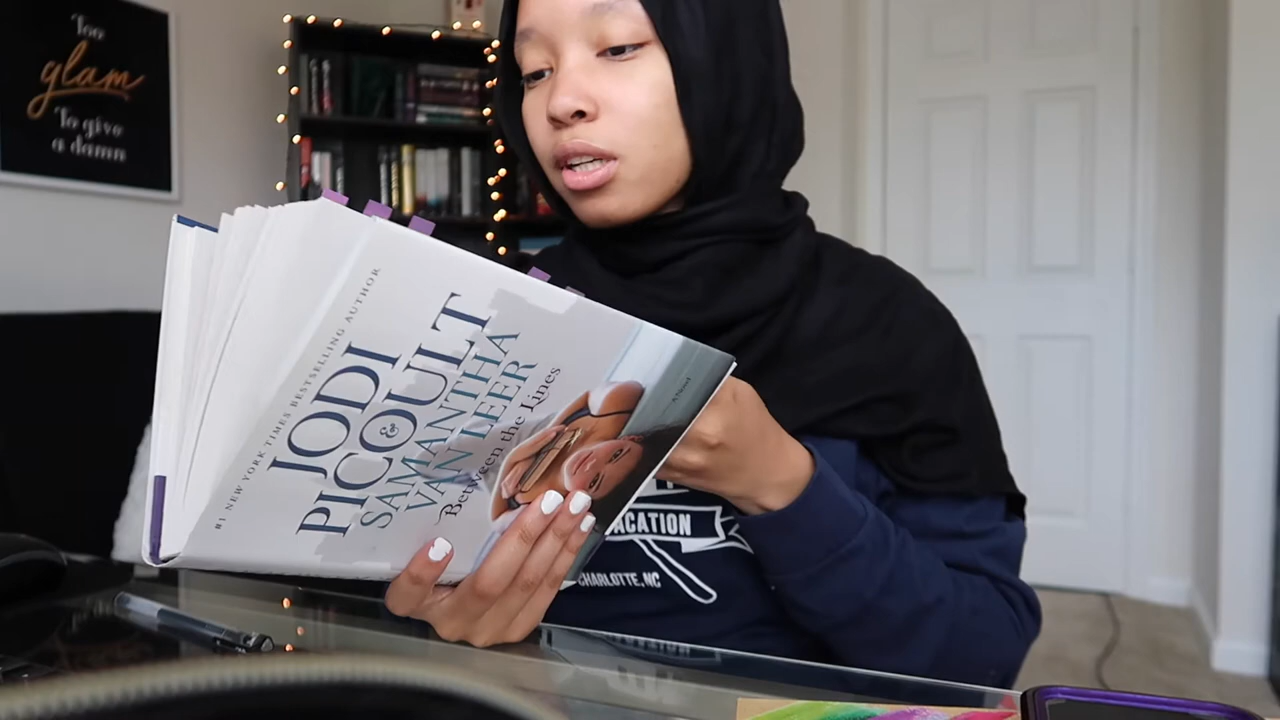 Too
glam
To give
a damn
#1 NEW YORK TIMES BESTSELLING AUTHOR
JODI
PICOULT
&
SAMANTHA
VAN LEER
Between the Lines
A Novel
ACATION
CHARLOTTE, NC